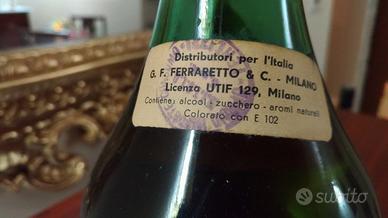 Distributori per l'Italia
G. F. FERRARETTO & C. - MILANO
Licenza UTIF 129, Milano
Contiene: alcool - zucchero - aromi naturali
Colorato con E 102
subito